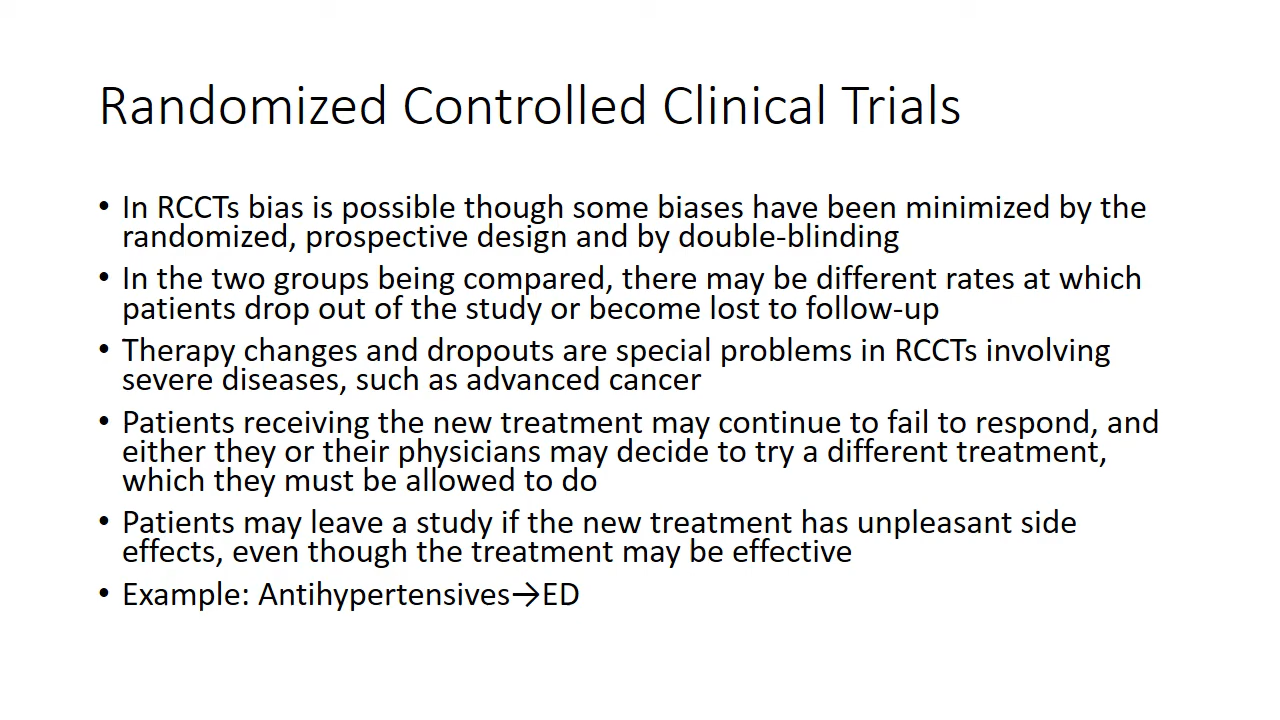 Randomized Controlled Clinical Trials
• In RCCTs bias is possible though some biases have been minimized by the
randomized, prospective design and by double-blinding
• In the two groups being compared, there may be different rates at which
patients drop out of the study or become lost to follow-up
• Therapy changes and dropouts are special problems in RCCTs involving
severe diseases, such as advanced cancer
• Patients receiving the new treatment may continue to fail to respond, and
either they or their physicians may decide to try a different treatment,
which they must be allowed to do
• Patients may leave a study if the new treatment has unpleasant side
effects, even though the treatment may be effective
• Example: Antihypertensives→ED